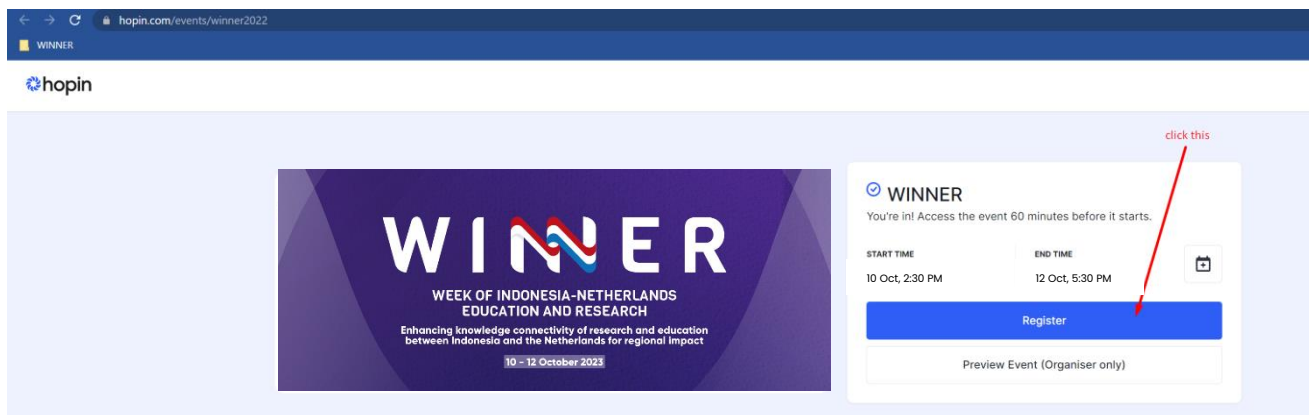 hopin.com/events/winner2022
WINNER
hopin
click this
WINNER
WEEK OF INDONESIA-NETHERLANDS
EDUCATION AND RESEARCH
Enhancing knowledge connectivity of research and education
between Indonesia and the Netherlands for regional impact
10 - 12 October 2023
WINNER
You're in! Access the event 60 minutes before it starts.
START TIME
END TIME
10 Oct, 2:30 PM
12 Oct, 5:30 PM
Register
Preview Event (Organiser only)